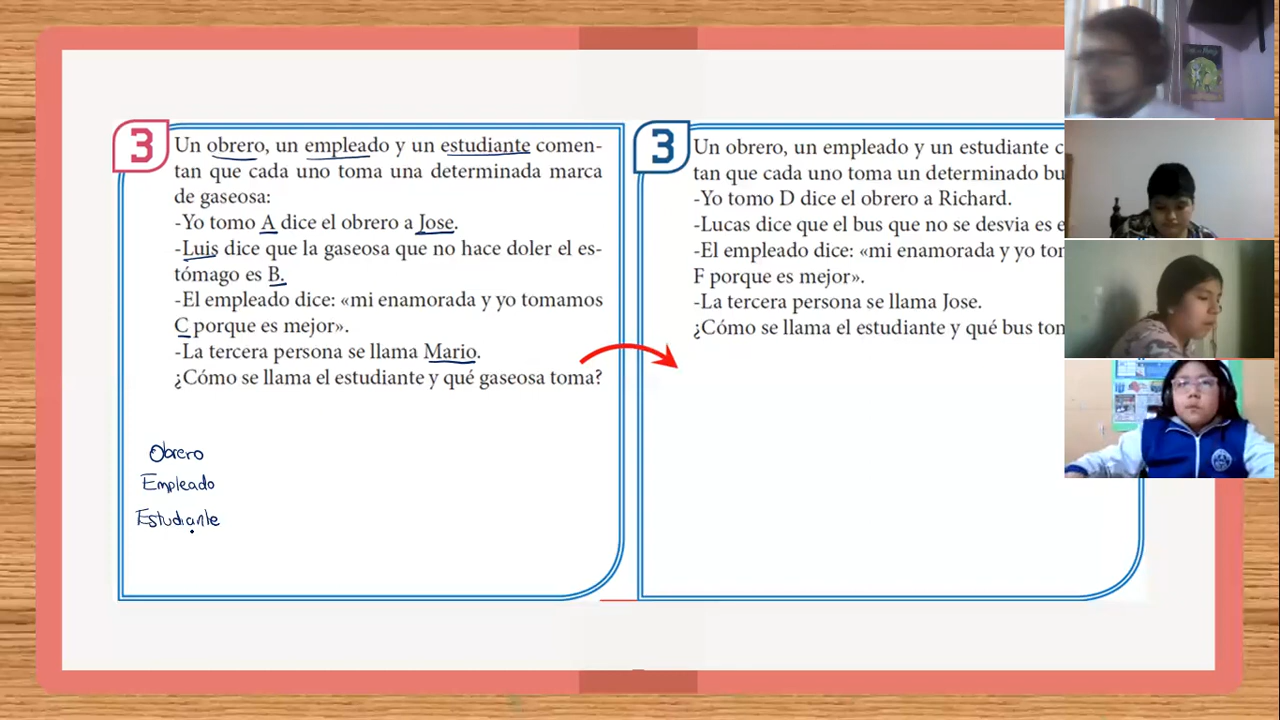 3
Un obrero, un empleado y un estudiante comen-
tan que cada uno toma una determinada marca
de gaseosa:
-Yo tomo A dice el obrero a Jose.
-Luis dice que la gaseosa que no hace doler el es-
tómago es B.
-El empleado dice: «mi enamorada y yo tomamos
C porque es mejor».
-La tercera persona se llama Mario.
¿Cómo se llama el estudiante y qué gaseosa toma?
Obrero
Empleado
Estudiante
3
Un obrero, un empleado y un estudiante c
tan que cada uno toma un determinado bu
-Yo tomo D dice el obrero a Richard.
-Lucas dice que el bus que no se desvia es e
-El empleado dice: «mi enamorada y yo tom
F porque es mejor».
-La tercera persona se llama Jose.
¿Cómo se llama el estudiante y qué bus tom